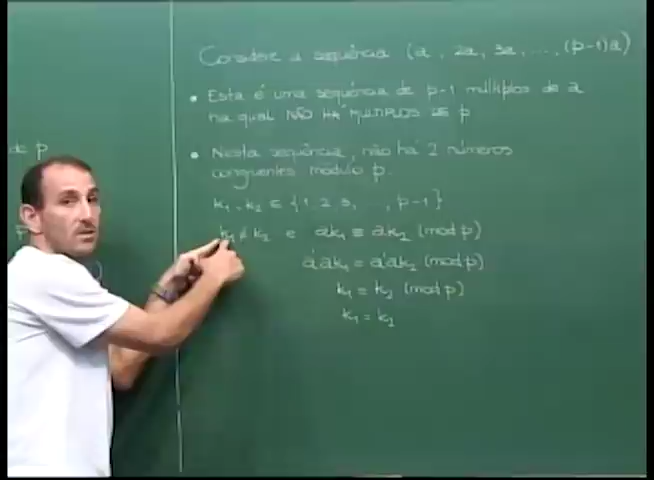 Considere a sequência (a, 2a, 3a, ..., (p-1)a)
• Esta é uma sequência de p-1 múltiplos de a
na qual NÃO HÁ MÚLTIPLOS DE p
• Nesta sequência, não há 2 números
congruentes módulo p.
k₁, k₂ ∈ {1, 2, 3, ..., p-1}
k₁ ≠ k₂ e ak₁ ≡ ak₂ (mod p)
a'ak₁ ≡ a'ak₂ (mod p)
k₁ ≡ k₂ (mod p)
k₁ = k₂
de p